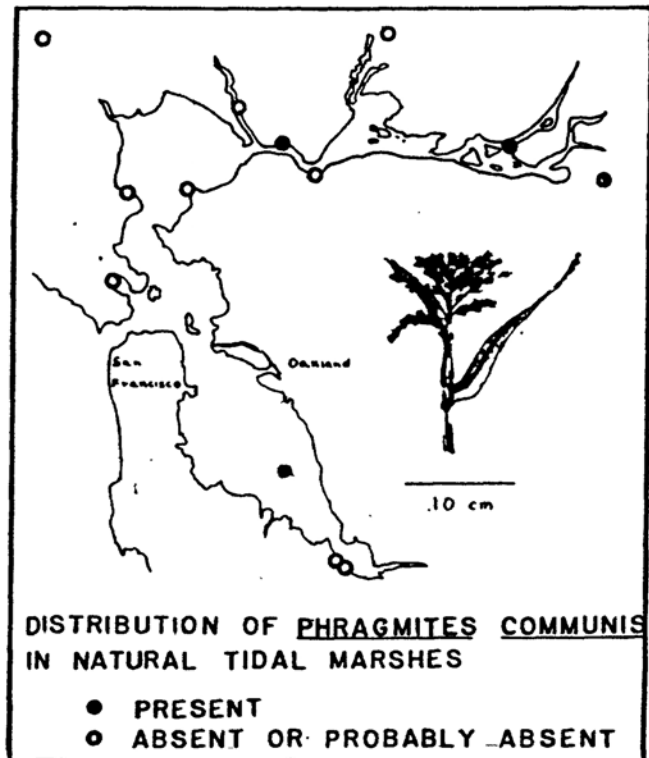 San
Francisco
Oakland
10 cm
DISTRIBUTION OF PHRAGMITES COMMUNIS
IN NATURAL TIDAL MARSHES
PRESENT
ABSENT OR PROBABLY ABSENT